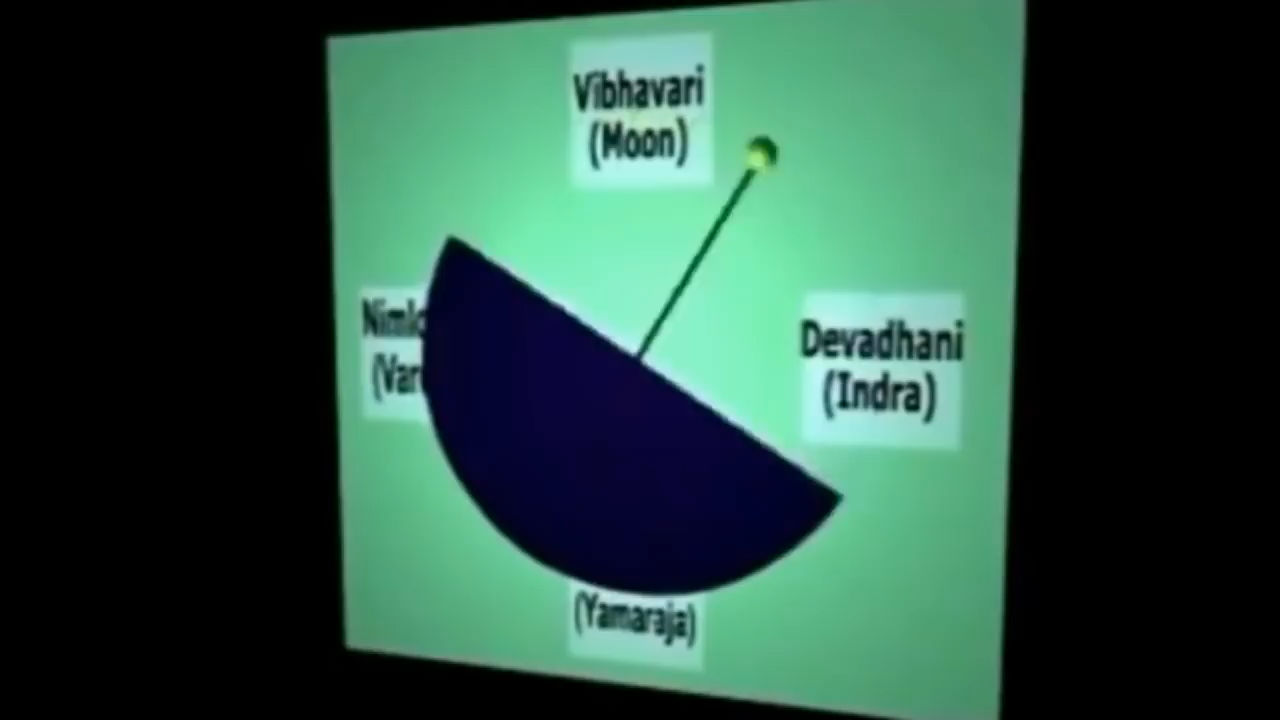 Vibhavari
(Moon)
Devadhani
(Indra)
(Yamaraja)